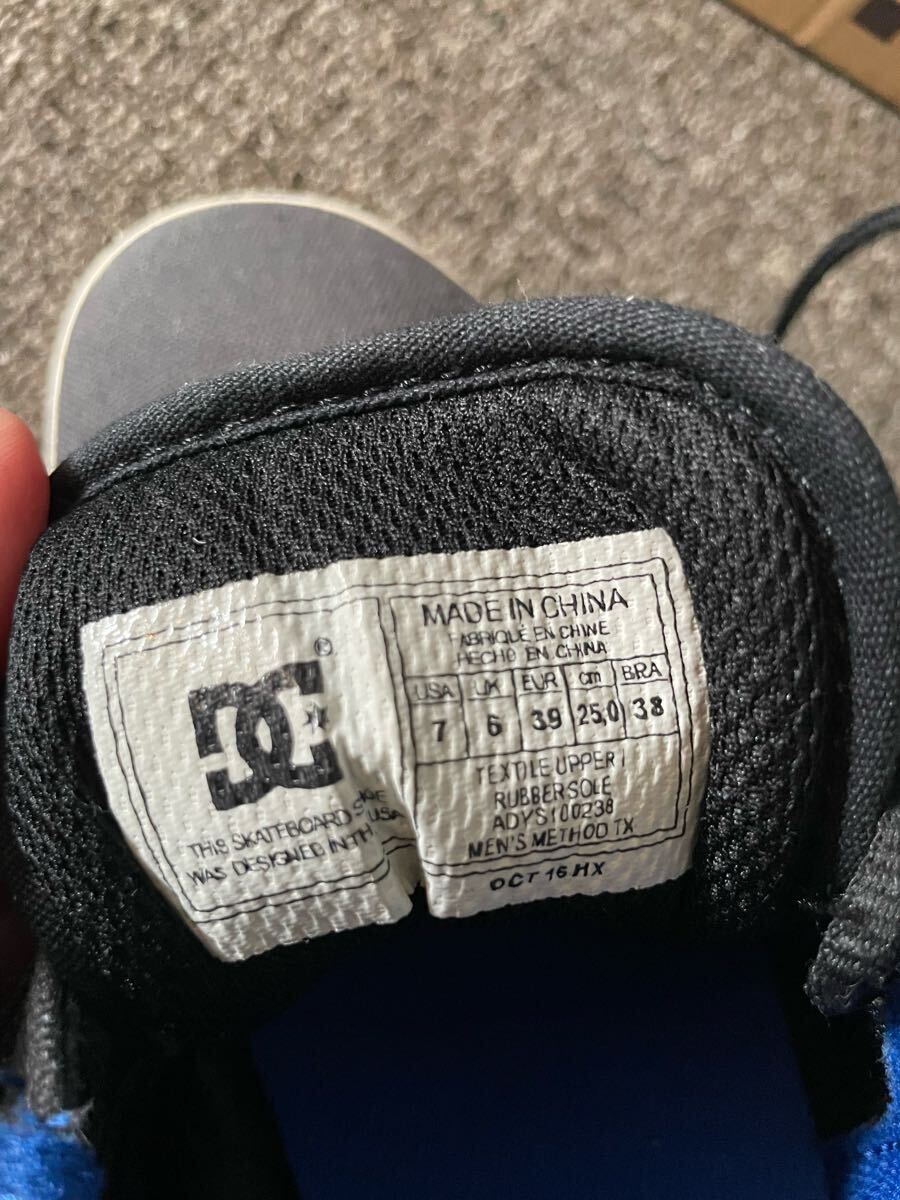 DC®
THIS SKATEBOARD SHOE
WAS DESIGNED IN TH USA
MADE IN CHINA
FABRIQUÉ EN CHINE
HECHO EN CHINA
USA UK EUR cm BRA
7 6 39 25,0 38
TEXTILE UPPER /
RUBBER SOLE
ADYS100238
MEN'S METHOD TX
OCT 16 HX